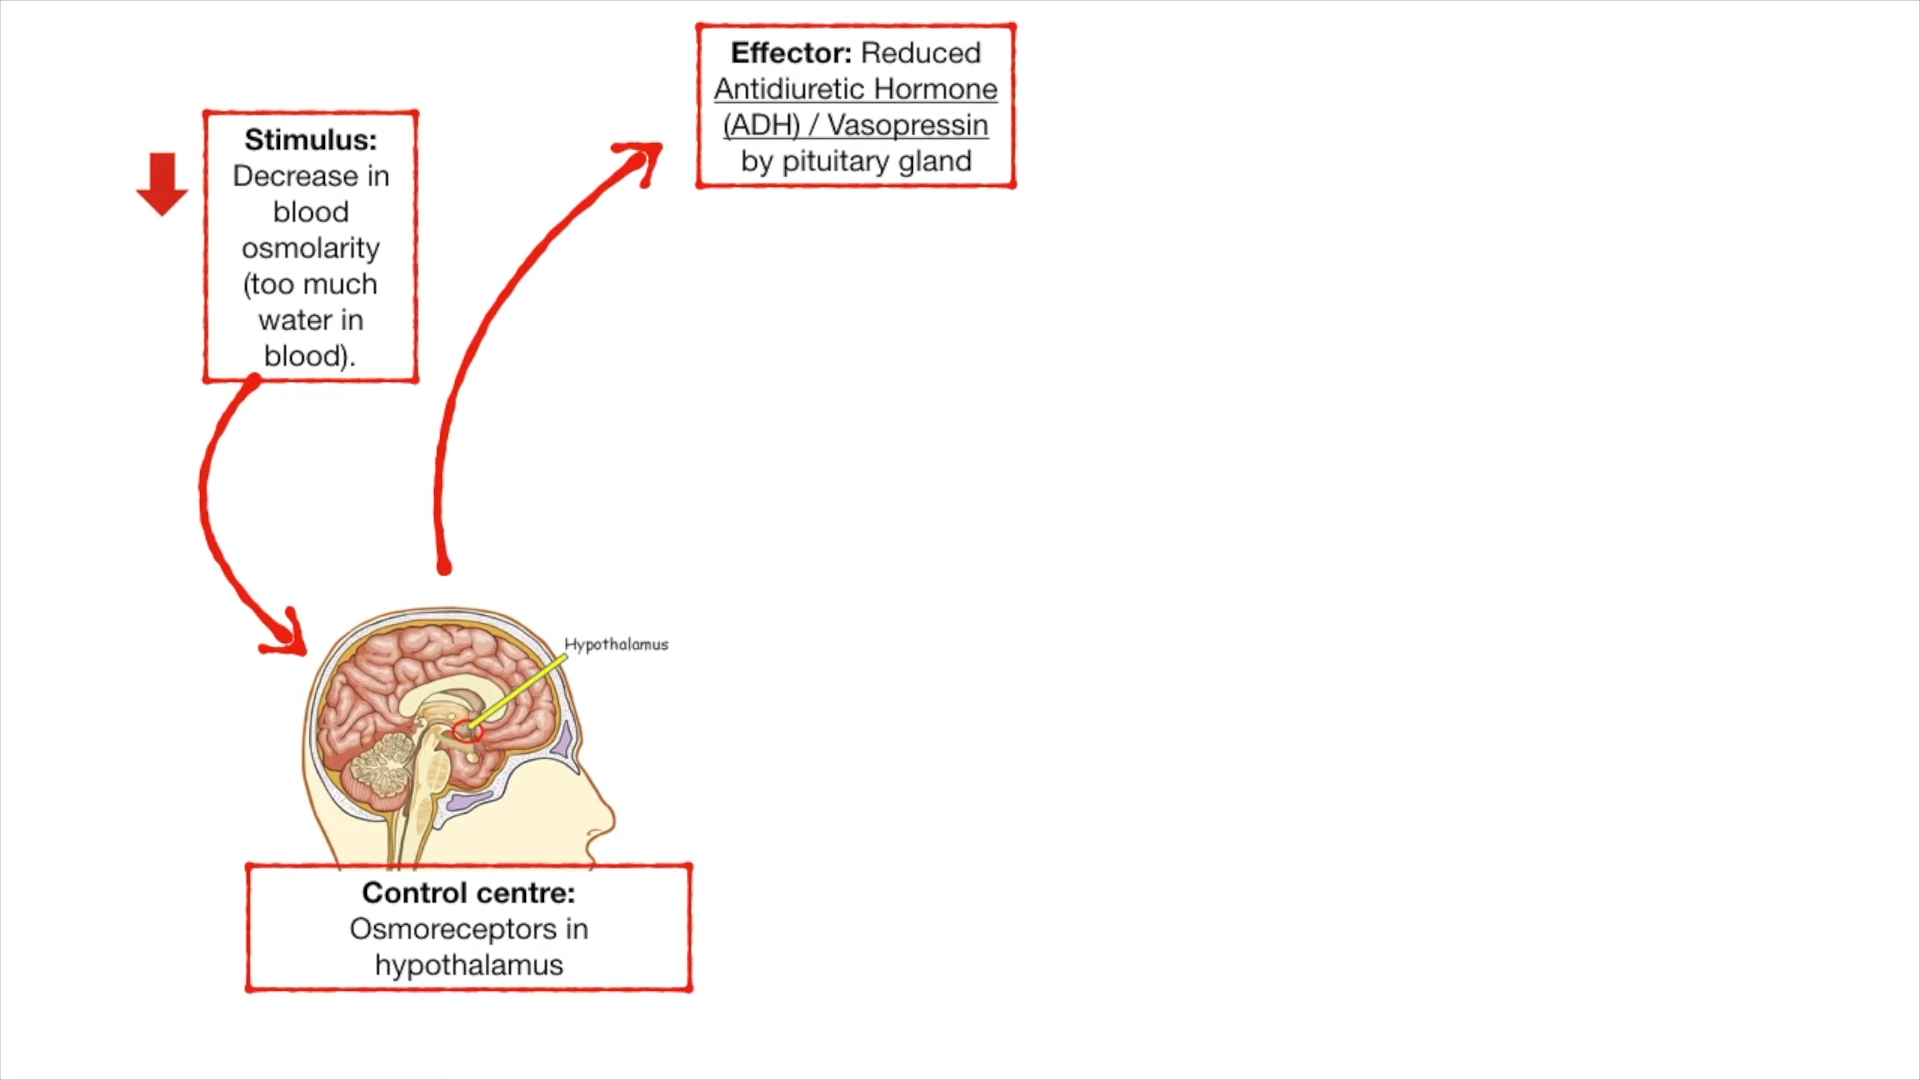 Stimulus:
Decrease in
blood
osmolarity
(too much
water in
blood).
Effector: Reduced
Antidiuretic Hormone
(ADH) / Vasopressin
by pituitary gland
Hypothalamus
Control centre:
Osmoreceptors in
hypothalamus